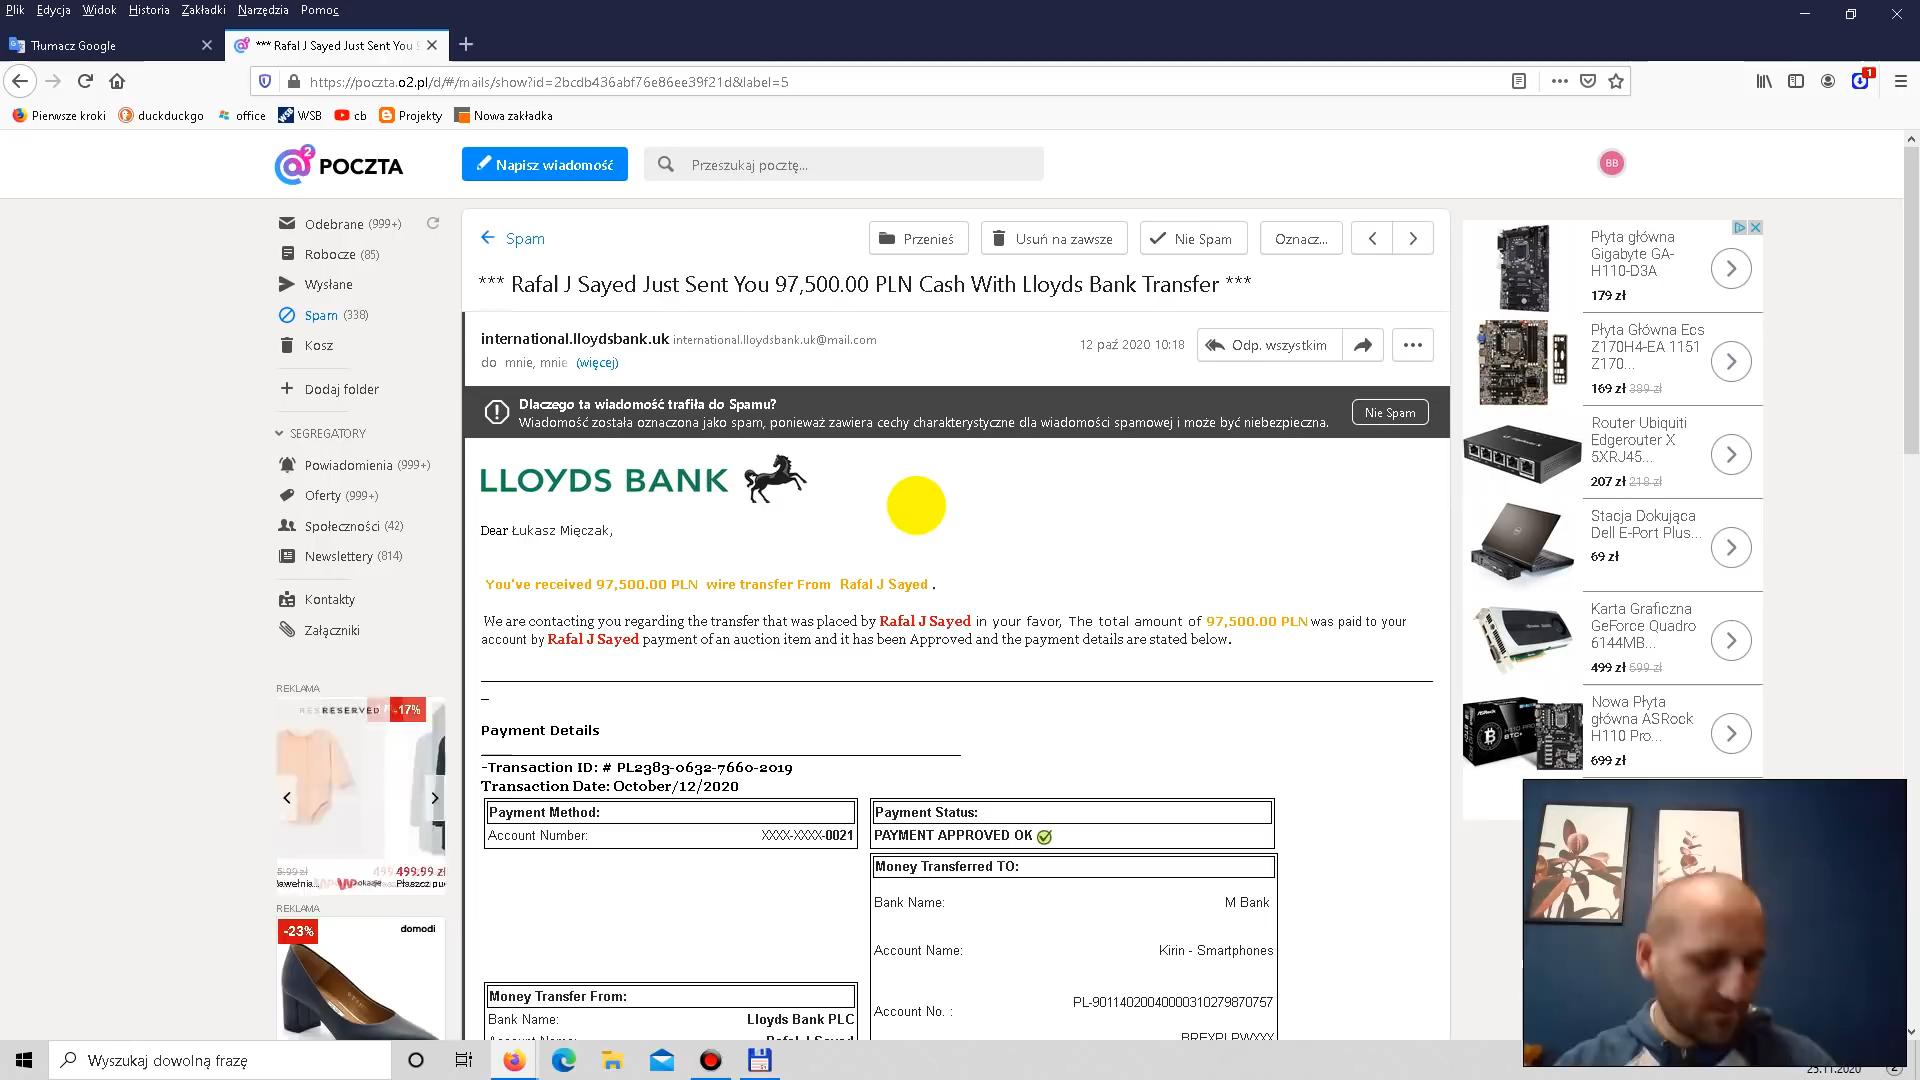 Plik Edycja Widok Historia Zakładki Narzędzia Pomoc
Tłumacz Google
*** Rafal J Sayed Just Sent You 9
https://poczta.o2.pl/d/#/mails/show?id=2bcdb436abf76e86ee39f21d&label=5
1
Pierwsze kroki duckduckgo office WSB cb Projekty Nowa zakładka
@2 POCZTA
Napisz wiadomość
Przeszukaj pocztę...
BB
Odebrane (999+)
Robocze (85)
Wysłane
Spam (338)
Kosz
Dodaj folder
SEGREGATORY
Powiadomienia (999+)
Oferty (999+)
Społeczności (42)
Newslettery (814)
Kontakty
Załączniki
REKLAMA
RESERVED
-17%
499.99 zł
REKLAMA
-23%
domodi
Spam
Przenieś
Usuń na zawsze
Nie Spam
Oznacz...
*** Rafal J Sayed Just Sent You 97,500.00 PLN Cash With Lloyds Bank Transfer ***
international.lloydsbank.uk international.lloydsbank.uk@mail.com
12 paź 2020 10:18
Odp. wszystkim
do mnie, mnie (więcej)
Dlaczego ta wiadomość trafiła do Spamu?
Wiadomość została oznaczona jako spam, ponieważ zawiera cechy charakterystyczne dla wiadomości spamowej i może być niebezpieczna.
Nie Spam
LLOYDS BANK
Dear Łukasz Mięczak,
You've received 97,500.00 PLN wire transfer From Rafal J Sayed .
We are contacting you regarding the transfer that was placed by Rafal J Sayed in your favor, The total amount of 97,500.00 PLN was paid to your
account by Rafal J Sayed payment of an auction item and it has been Approved and the payment details are stated below.
Payment Details
-Transaction ID: # PL2383-0632-7660-2019
Transaction Date: October/12/2020
Payment Method:
Account Number: XXXX-XXXX-0021
Payment Status:
PAYMENT APPROVED OK
Money Transferred TO:
Bank Name: M Bank
Account Name: Kirin - Smartphones
Account No. : PL-90114020040000310279870757
BREXPLPWXXX
Money Transfer From:
Bank Name: Lloyds Bank PLC
Rafal J Sayed
Płyta główna
Gigabyte GA-
H110-D3A
179 zł
Płyta Główna Ecs
Z170H4-EA 1151
Z170...
169 zł 389 zł
Router Ubiquiti
Edgerouter X
5XRJ45...
207 zł 218 zł
Stacja Dokująca
Dell E-Port Plus...
69 zł
Karta Graficzna
GeForce Quadro
6144MB...
499 zł 599 zł
Nowa Płyta
główna ASRock
H110 Pro...
699 zł
Wyszukaj dowolną frazę
2